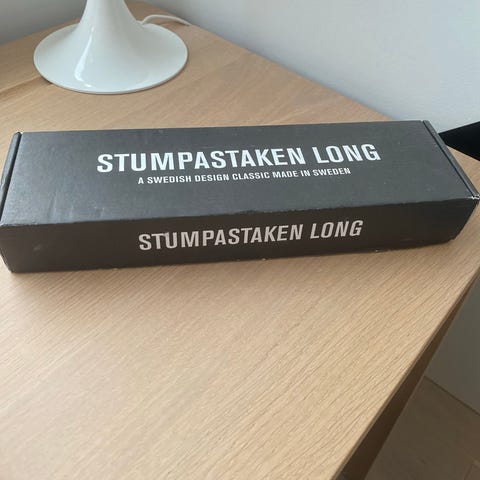 STUMPASTAKEN LONG
A SWEDISH DESIGN CLASSIC MADE IN SWEDEN
STUMPASTAKEN LONG